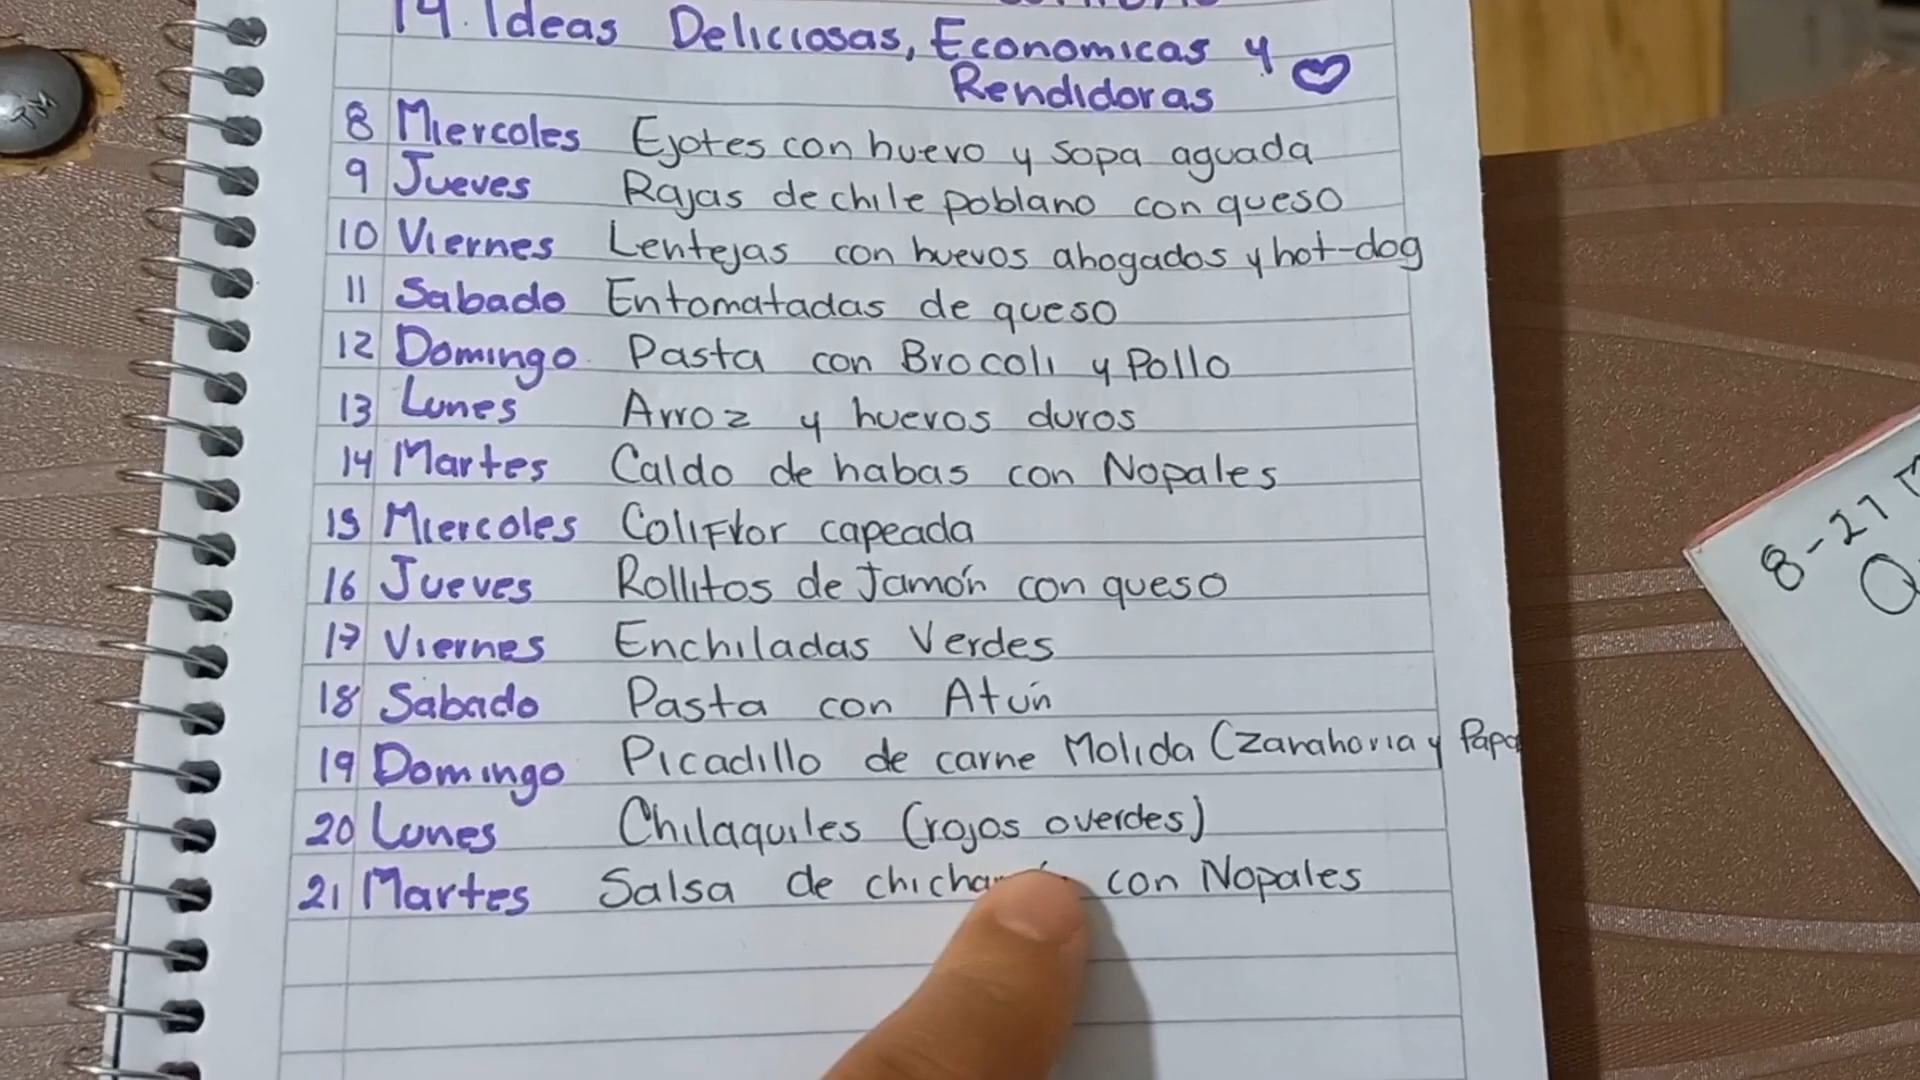 14. Ideas Deliciosas, Economicas y
Rendidoras
8 Miercoles Ejotes con huevo y sopa aguada
9 Jueves Rajas de chile poblano con queso
10 Viernes Lentejas con huevos ahogados y hot-dog
11 Sabado Entomatadas de queso
12 Domingo Pasta con Brocoli y Pollo
13 Lunes Arroz y huevos duros
14 Martes Caldo de habas con Nopales
15 Miercoles Coliflor capeada
16 Jueves Rollitos de Jamón con queso
17 Viernes Enchiladas Verdes
18 Sabado Pasta con Atún
19 Domingo Picadillo de carne Molida (Zanahoria y Papa
20 Lunes Chilaquiles (rojos o verdes)
21 Martes Salsa de con Nopales
8-21
TM